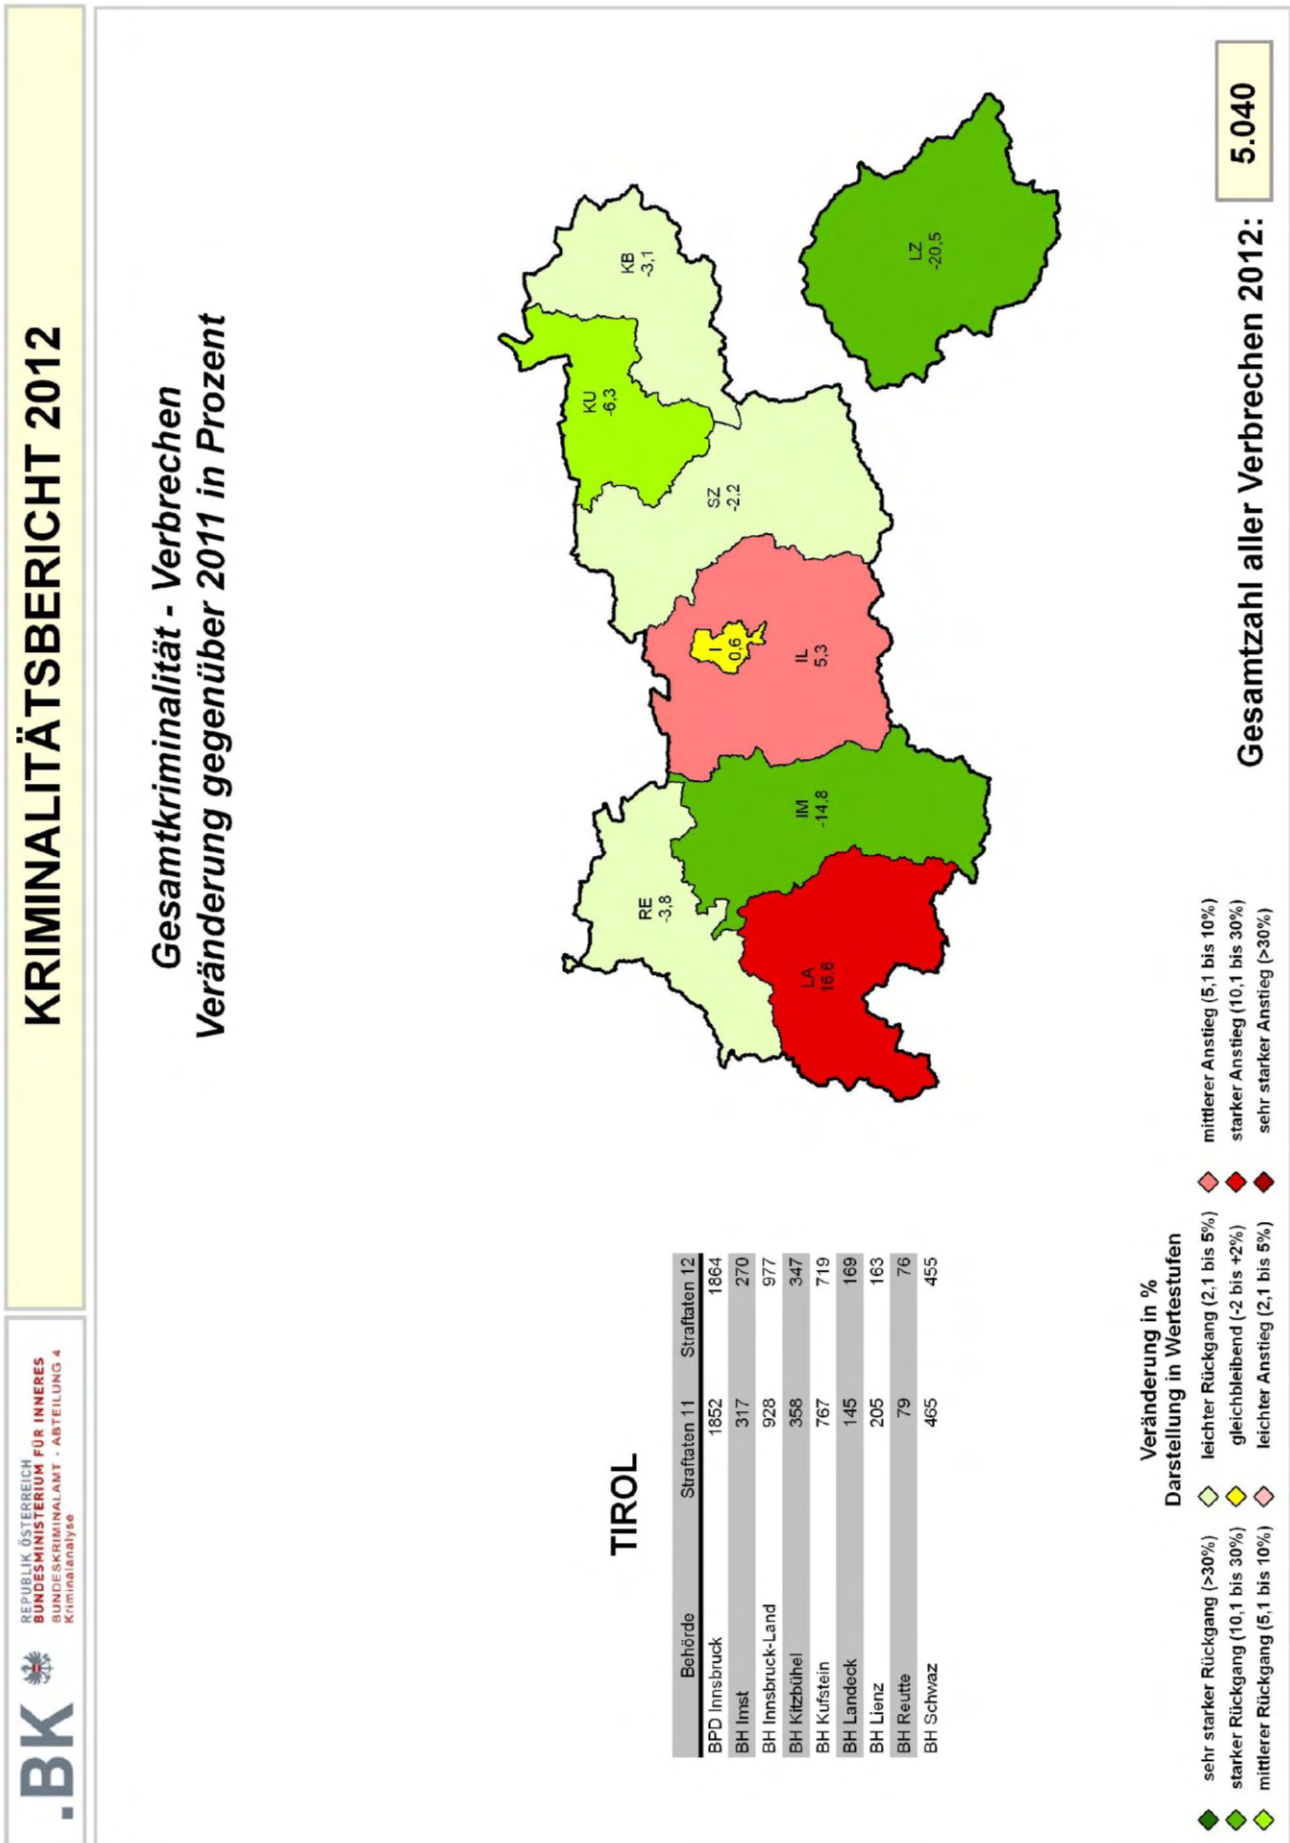 .BK
REPUBLIK ÖSTERREICH
BUNDESMINISTERIUM FÜR INNERES
BUNDESKRIMINALAMT - ABTEILUNG 4
Kriminalanalyse
KRIMINALITÄTSBERICHT 2012
Gesamtkriminalität - Verbrechen
Veränderung gegenüber 2011 in Prozent
TIROL
Behörde Straftaten 11 Straftaten 12
BPD Innsbruck 1852 1864
BH Imst 317 270
BH Innsbruck-Land 928 977
BH Kitzbühel 358 347
BH Kufstein 767 719
BH Landeck 145 169
BH Lienz 205 163
BH Reutte 79 76
BH Schwaz 465 455
RE
-3,8
LA
16,6
IM
-14,8
I
0,6
IL
5,3
SZ
-2,2
KU
-6,3
KB
-3,1
LZ
-20,5
Veränderung in %
Darstellung in Wertestufen
sehr starker Rückgang (>30%)
starker Rückgang (10,1 bis 30%)
mittlerer Rückgang (5,1 bis 10%)
leichter Rückgang (2,1 bis 5%)
gleichbleibend (-2 bis +2%)
leichter Anstieg (2,1 bis 5%)
mittlerer Anstieg (5,1 bis 10%)
starker Anstieg (10,1 bis 30%)
sehr starker Anstieg (>30%)
Gesamtzahl aller Verbrechen 2012: 5.040